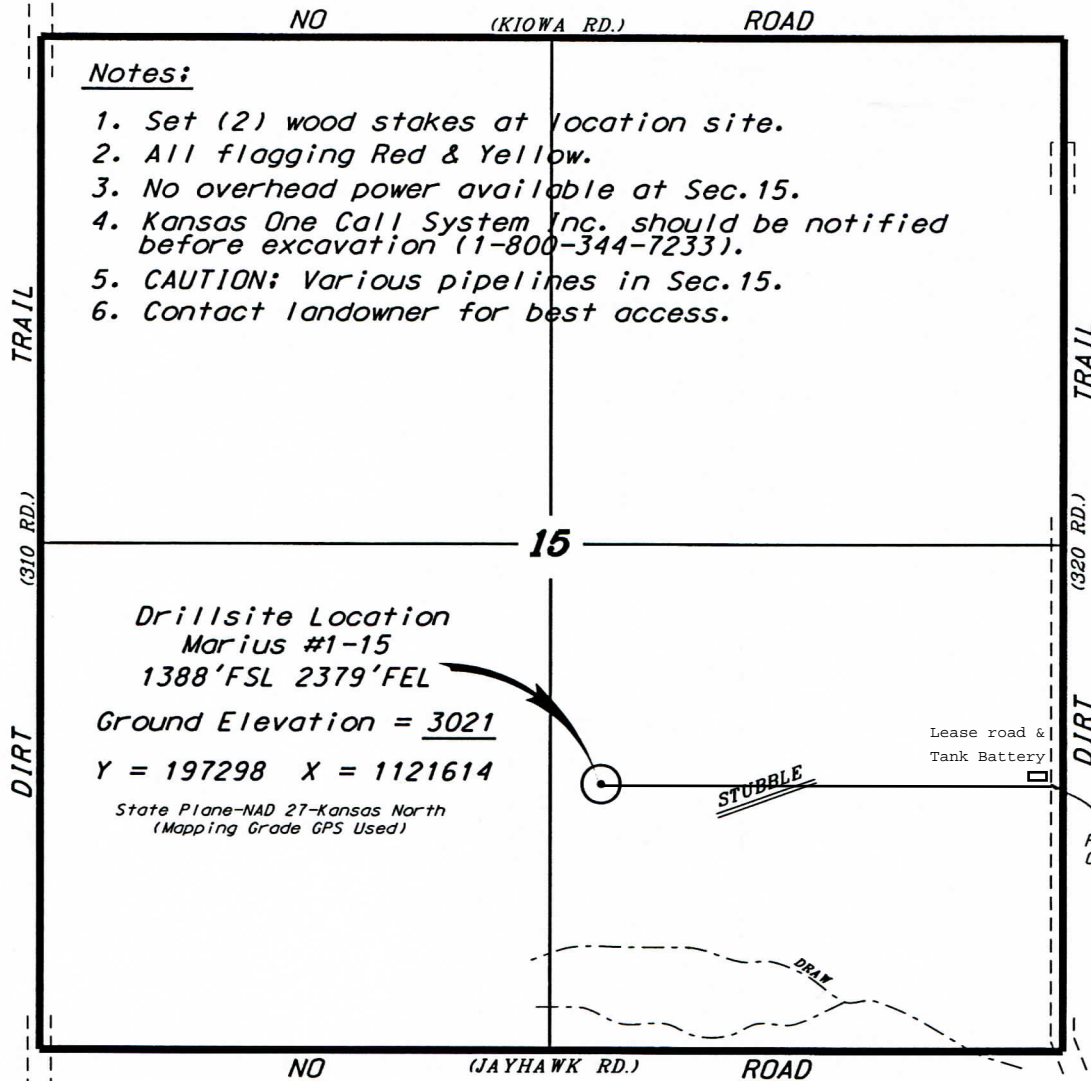 NO (KIOWA RD.) ROAD
Notes:
1. Set (2) wood stakes at location site.
2. All flagging Red & Yellow.
3. No overhead power available at Sec.15.
4. Kansas One Call System Inc. should be notified
before excavation (1-800-344-7233).
5. CAUTION: Various pipelines in Sec.15.
6. Contact landowner for best access.
TRAIL
TRAIL
(310 RD.)
15
(320 RD.)
Drillsite Location
Marius #1-15
1388'FSL 2379'FEL
Ground Elevation = 3021
Y = 197298 X = 1121614
State Plane-NAD 27-Kansas North
(Mapping Grade GPS Used)
DIRT
DIRT
Lease road &
Tank Battery
STUBBLE
DRAW
NO (JAYHAWK RD.) ROAD